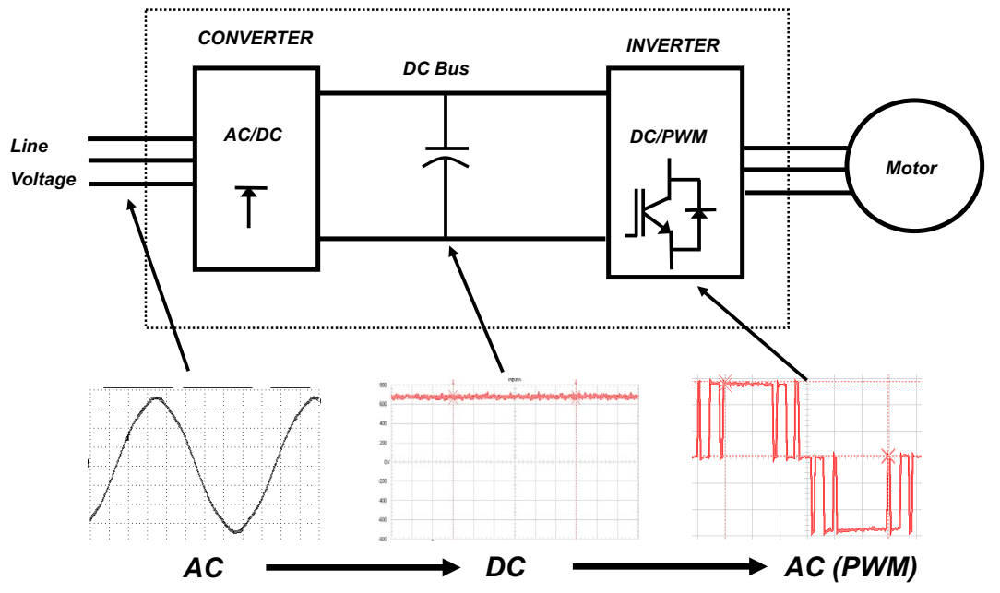 CONVERTER
INVERTER
DC Bus
AC/DC
DC/PWM
Line
Voltage
Motor
INPUT A
800
600
400
200
0V
-200
-400
-600
-800
AC
DC
AC (PWM)